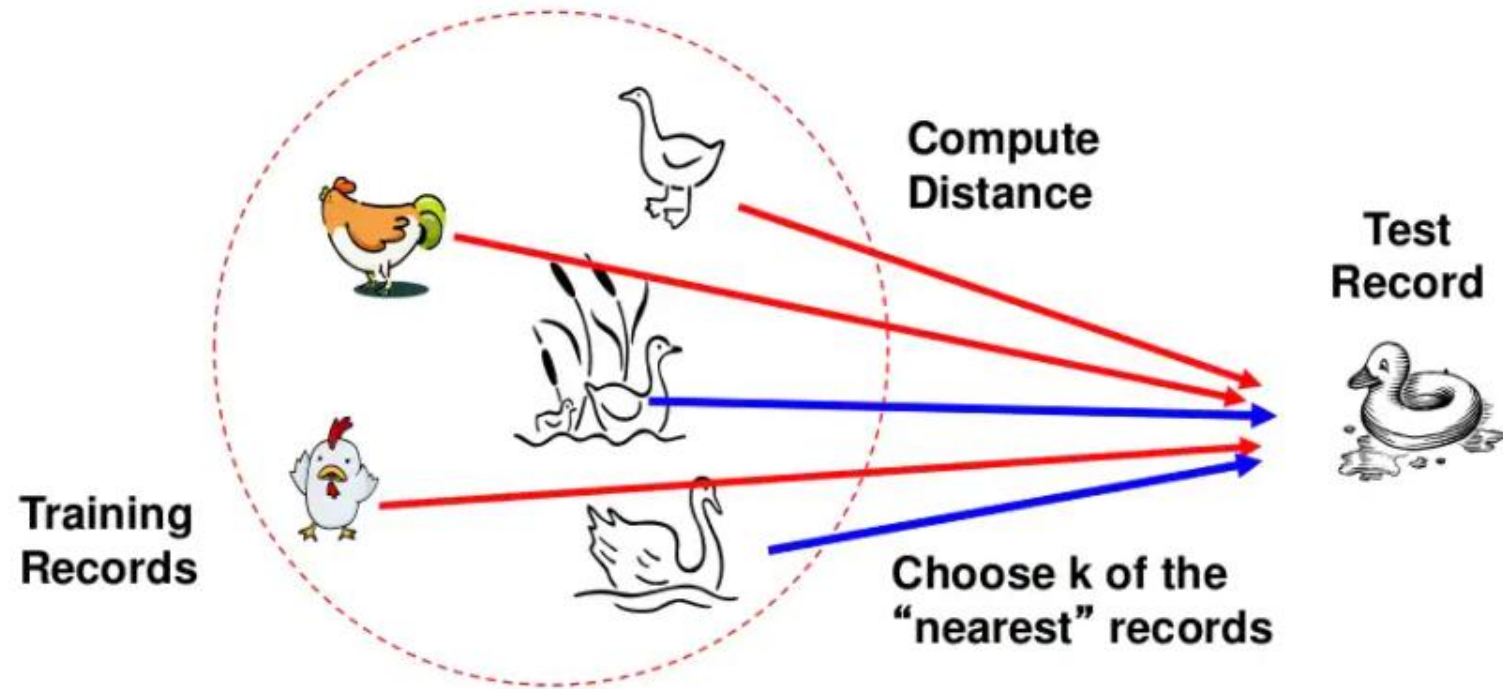 Compute
Distance
Test
Record
Training
Records
Choose k of the
“nearest” records